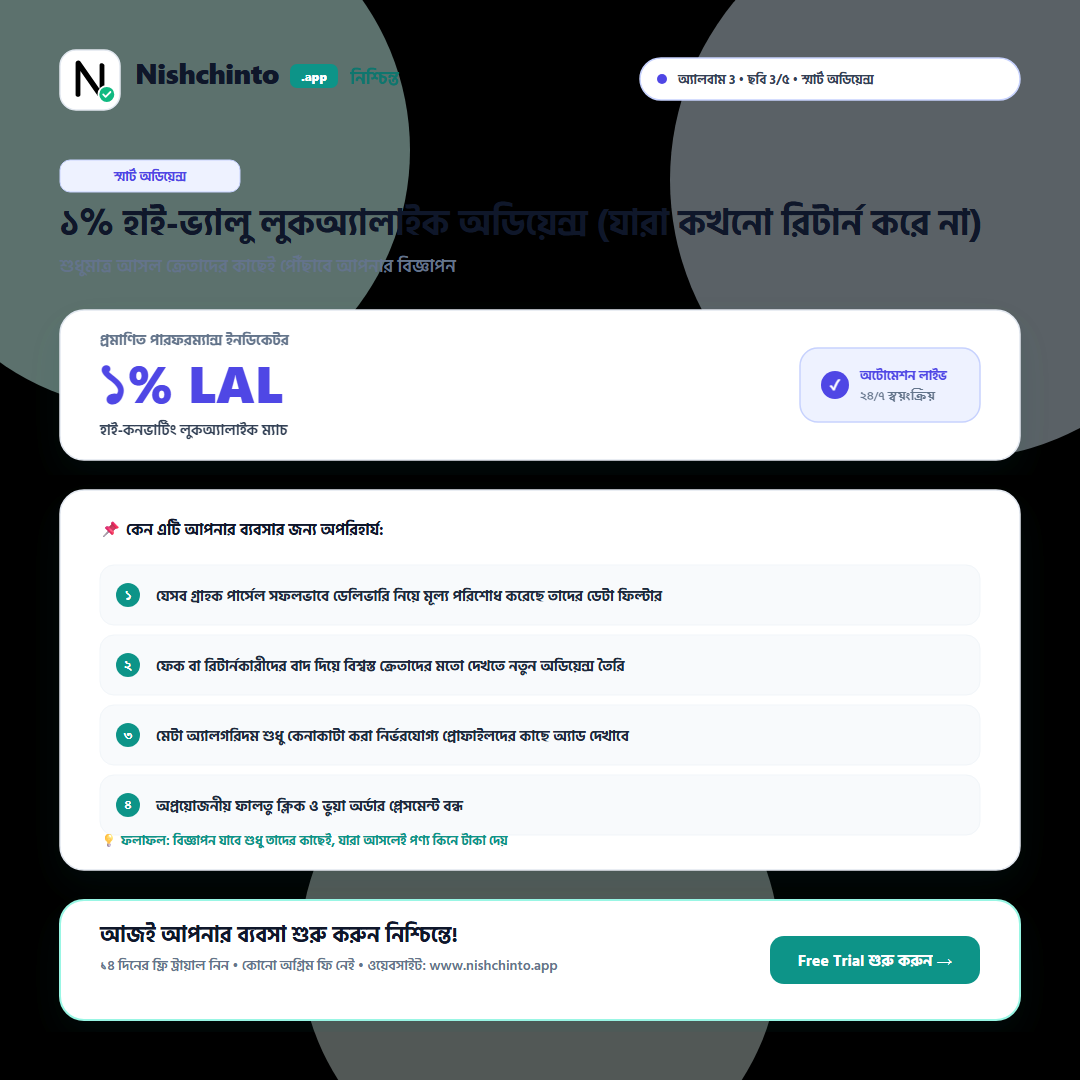 Nishchinto .app নিশ্চিন্ত
অ্যালবাম 3 • ছবি 3/৫ • স্মার্ট অডিয়েন্স
স্মার্ট অডিয়েন্স
১% হাই-ভ্যালু লুকঅ্যালাইক অডিয়েন্স (যারা কখনো রিটার্ন করে না)
শুধুমাত্র আসল ক্রেতাদের কাছেই পৌঁছাবে আপনার বিজ্ঞাপন
প্রমাণিত পারফরম্যান্স ইনডিকেটর
১% LAL
হাই-কনভার্টিং লুকঅ্যালাইক ম্যাচ
অটোমেশন লাইভ
২৪/৭ স্বয়ংক্রিয়
📌 কেন এটি আপনার ব্যবসার জন্য অপরিহার্য:
১ যেসব গ্রাহক পার্সেল সফলভাবে ডেলিভারি নিয়ে মূল্য পরিশোধ করেছে তাদের ডেটা ফিল্টার
২ ফেক বা রিটার্নকারীদের বাদ দিয়ে বিশ্বস্ত ক্রেতাদের মতো দেখতে নতুন অডিয়েন্স তৈরি
৩ মেটা অ্যালগরিদম শুধু কেনাকাটা করা নির্ভরযোগ্য প্রোফাইলদের কাছে অ্যাড দেখাবে
৪ অপ্রয়োজনীয় ফালতু ক্লিক ও ভুয়া অর্ডার প্লেসমেন্ট বন্ধ
💡 ফলাফল: বিজ্ঞাপন যাবে শুধু তাদের কাছেই, যারা আসলেই পণ্য কিনে টাকা দেয়
আজই আপনার ব্যবসা শুরু করুন নিশ্চিন্তে!
১৪ দিনের ফ্রি ট্রায়াল নিন • কোনো অগ্রিম ফি নেই • ওয়েবসাইট: www.nishchinto.app
Free Trial শুরু করুন →